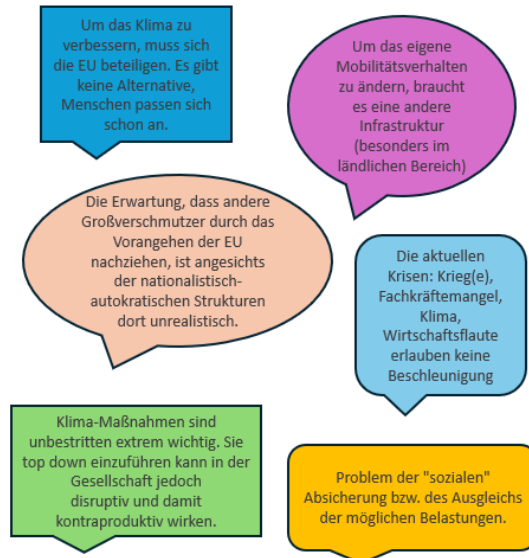 Um das Klima zu
verbessern, muss sich
die EU beteiligen. Es gibt
keine Alternative,
Menschen passen sich
schon an.
Um das eigene
Mobilitätsverhalten
zu ändern, braucht
es eine andere
Infrastruktur
(besonders im
ländlichen Bereich)
Die Erwartung, dass andere
Großverschmutzer durch das
Vorangehen der EU
nachziehen, ist angesichts
der nationalistisch-
autokratischen Strukturen
dort unrealistisch.
Die aktuellen
Krisen: Krieg(e),
Fachkräftemangel,
Klima,
Wirtschaftsflaute
erlauben keine
Beschleunigung
Klima-Maßnahmen sind
unbestritten extrem wichtig. Sie
top down einzuführen kann in der
Gesellschaft jedoch
disruptiv und damit
kontraproduktiv wirken.
Problem der "sozialen"
Absicherung bzw. des Ausgleichs
der möglichen Belastungen.